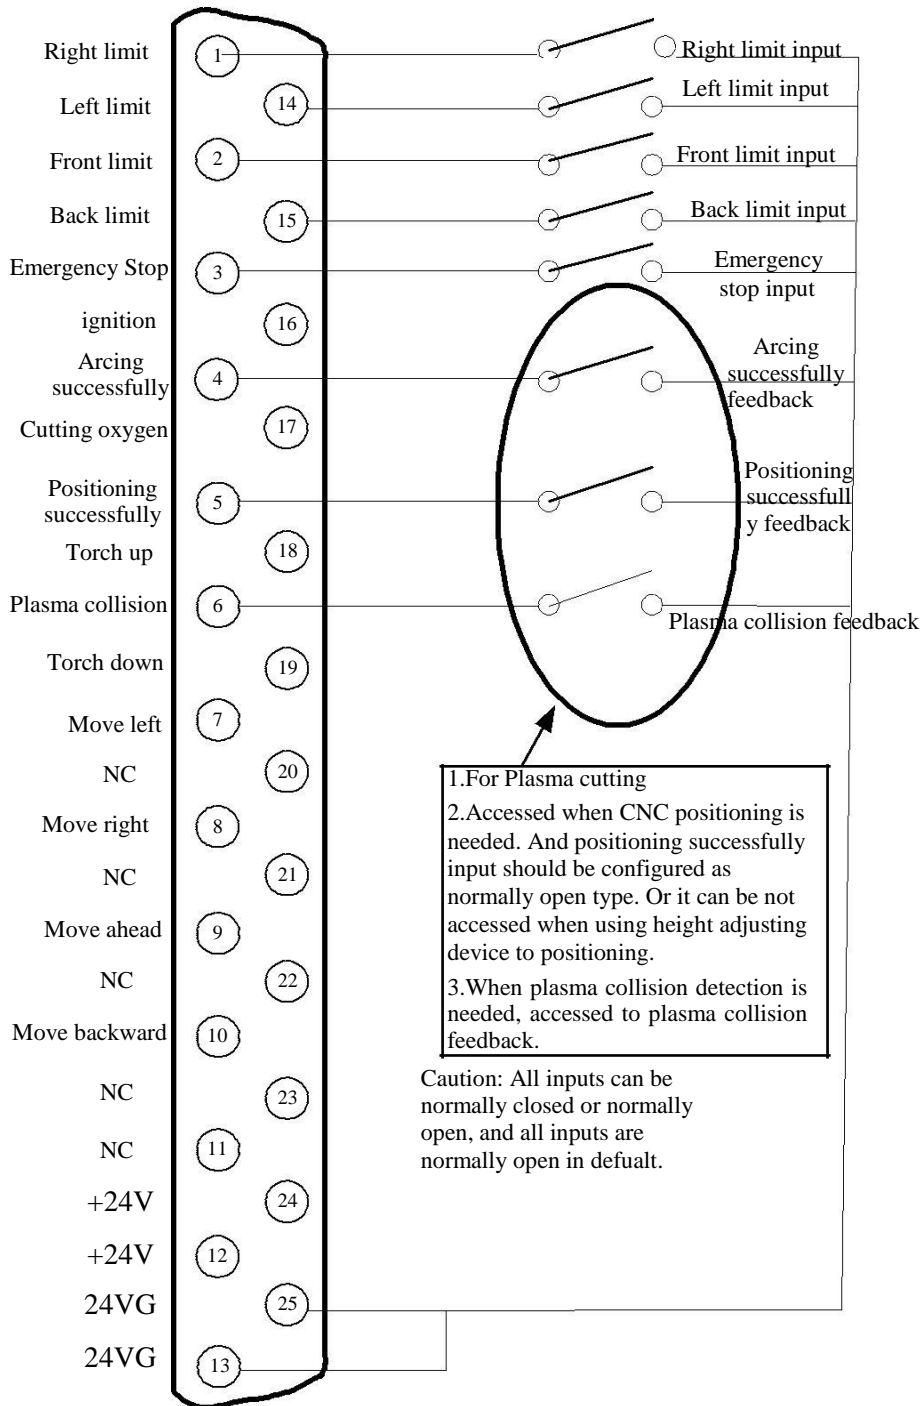 Right limit
1
Right limit input
Left limit
14
Left limit input
Front limit
2
Front limit input
Back limit
15
Back limit input
Emergency Stop
3
Emergency
stop input
ignition
16
Arcing
successfully
4
Arcing
successfully
feedback
Cutting oxygen
17
Positioning
successfully
5
Positioning
successfull
y feedback
Torch up
18
Plasma collision
6
Plasma collision feedback
Torch down
19
Move left
7
NC
20
Move right
8
NC
21
Move ahead
9
NC
22
Move backward
10
NC
23
NC
11
+24V
24
+24V
12
24VG
25
24VG
13
1.For Plasma cutting
2.Accessed when CNC positioning is
needed. And positioning successfully
input should be configured as
normally open type. Or it can be not
accessed when using height adjusting
device to positioning.
3.When plasma collision detection is
needed, accessed to plasma collision
feedback.
Caution: All inputs can be
normally closed or normally
open, and all inputs are
normally open in defualt.